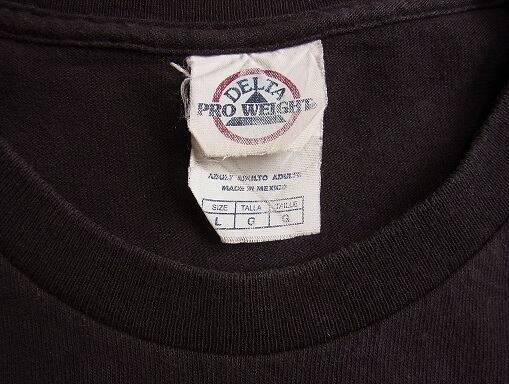 DELTA
PRO WEIGHT
ADULT ADULTO ADULTE
MADE IN MEXICO
SIZE TALLA TAILLE
L G G